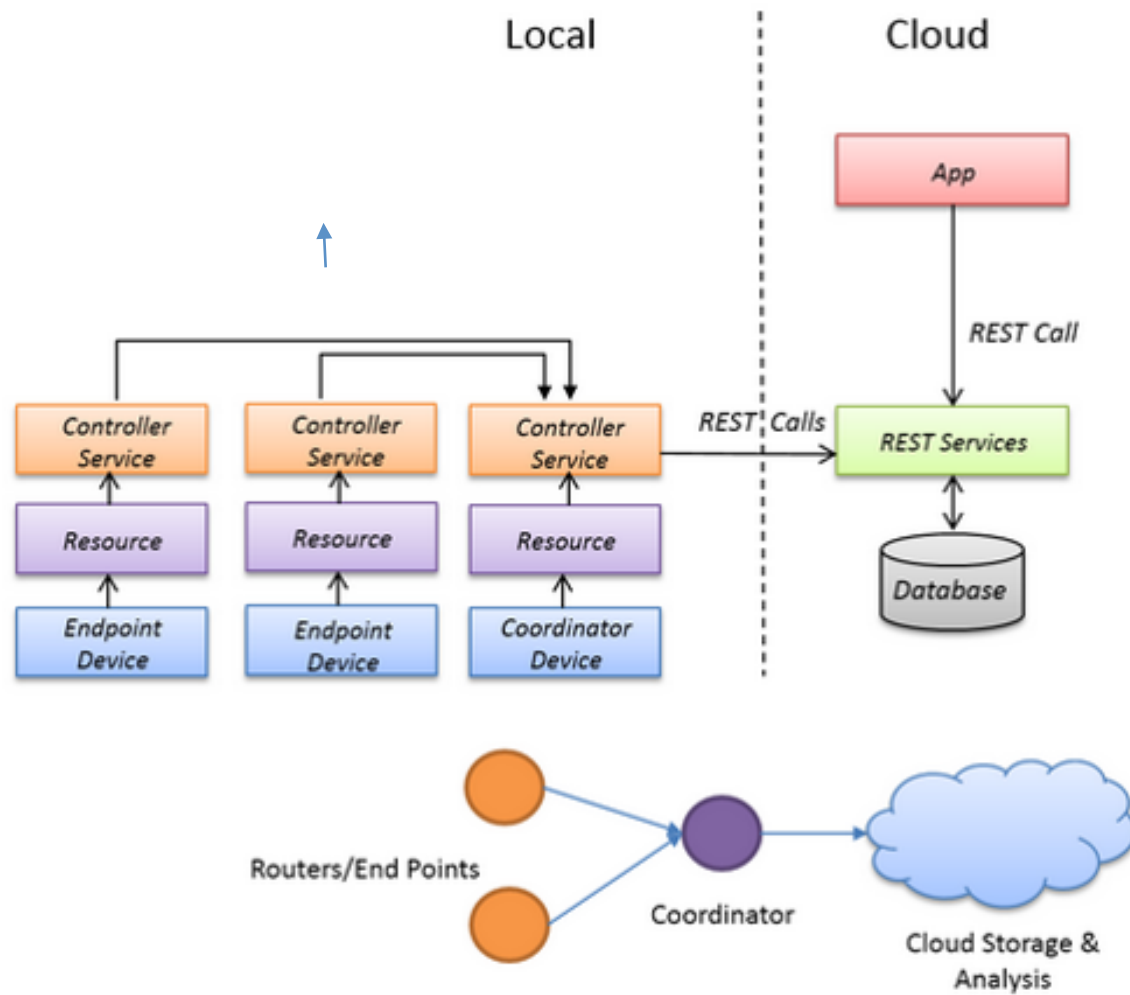 Local
Cloud
App
REST Call
Controller
Service
Controller
Service
Controller
Service
REST Calls
REST Services
Resource
Resource
Resource
Database
Endpoint
Device
Endpoint
Device
Coordinator
Device
Routers/End Points
Coordinator
Cloud Storage &
Analysis